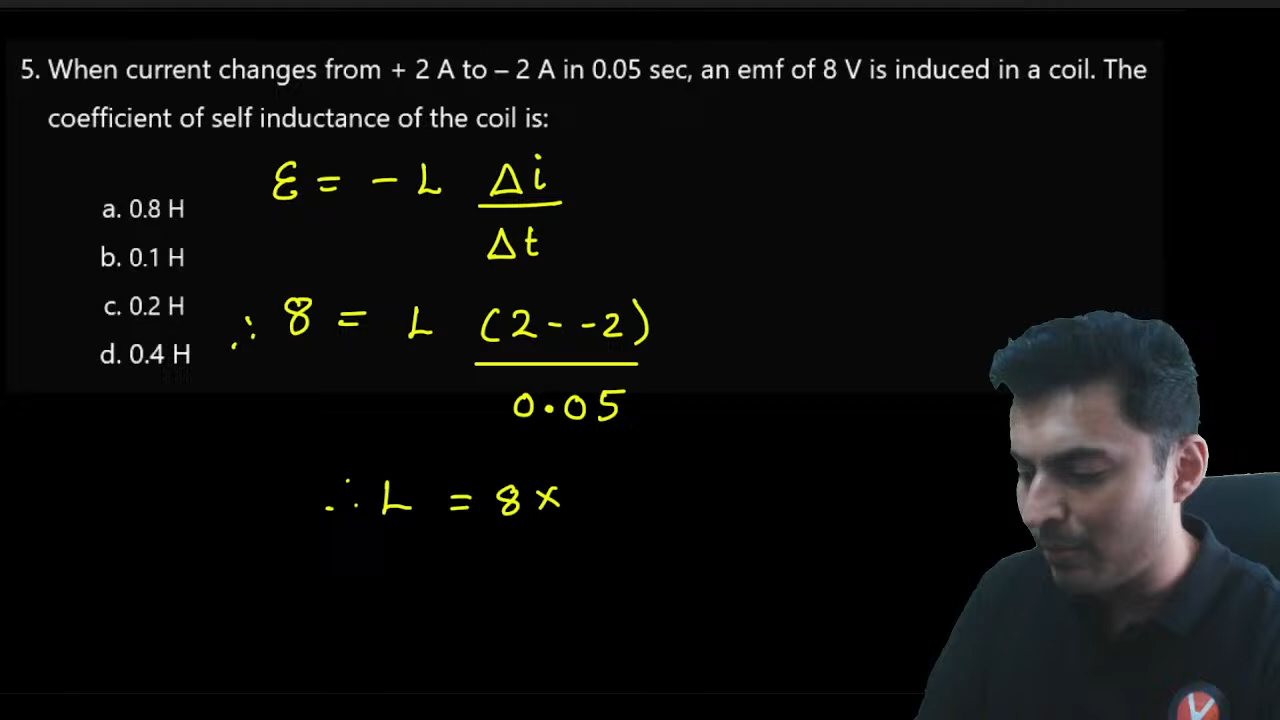 5. When current changes from + 2 A to – 2 A in 0.05 sec, an emf of 8 V is induced in a coil. The
coefficient of self inductance of the coil is:
a. 0.8 H
b. 0.1 H
c. 0.2 H
d. 0.4 H
ε = - L Δi / Δt
∴ 8 = L (2 - -2) / 0.05
∴ L = 8 ×